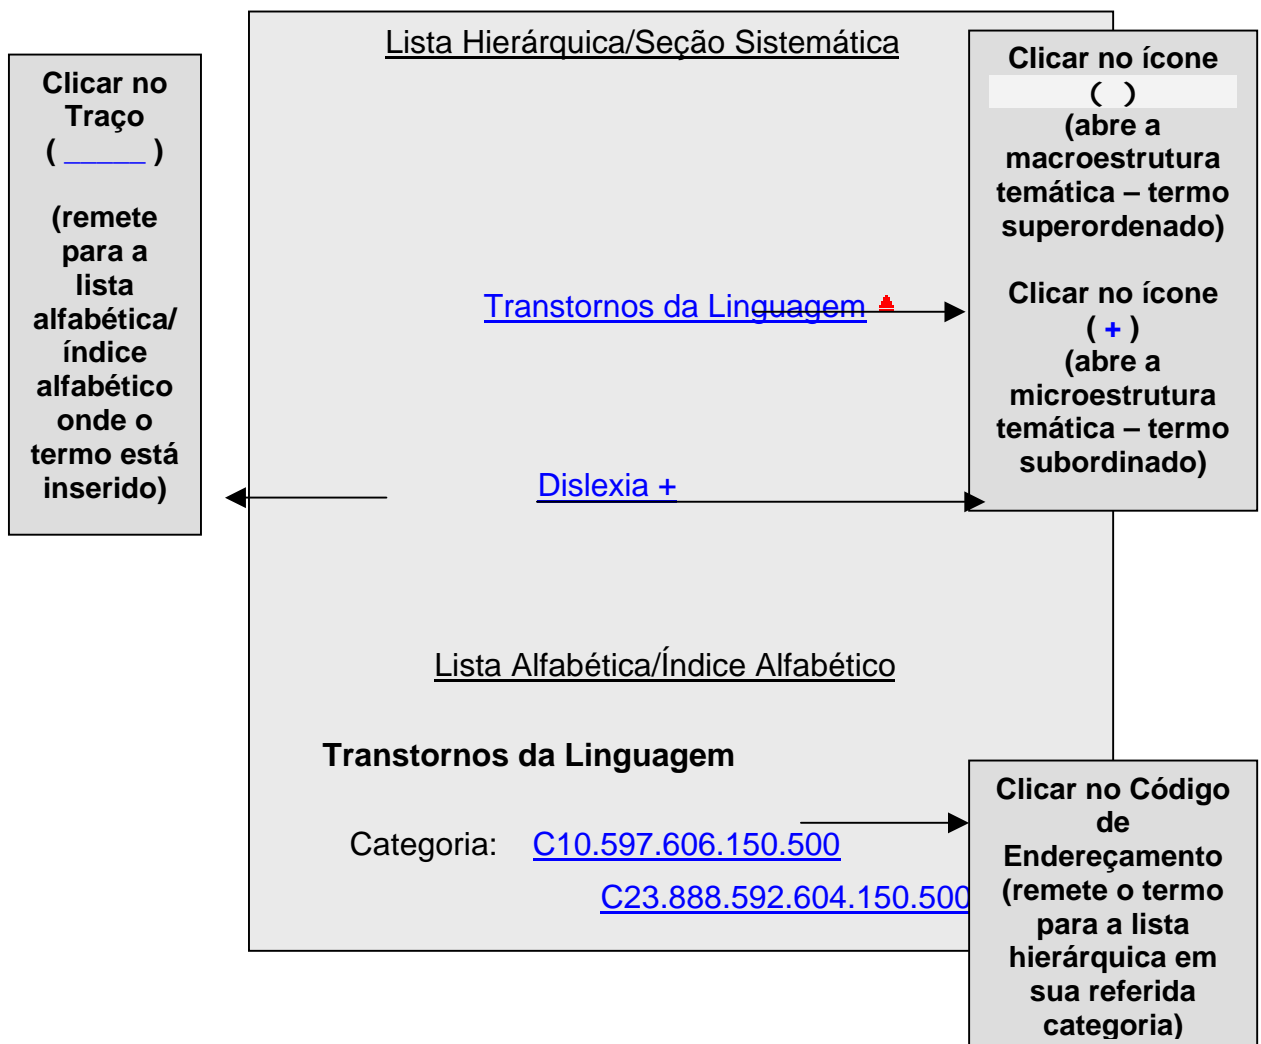 Lista Hierárquica/Seção Sistemática
Clicar no
Traço
( _____ )
(remete
para a
lista
alfabética/
índice
alfabético
onde o
termo está
inserido)
Clicar no ícone
( )
(abre a
macroestrutura
temática – termo
superordenado)
Clicar no ícone
( + )
(abre a
microestrutura
temática – termo
subordinado)
Transtornos da Linguagem
Dislexia +
Lista Alfabética/Índice Alfabético
Transtornos da Linguagem
Categoria: C10.597.606.150.500
C23.888.592.604.150.500
Clicar no Código
de
Endereçamento
(remete o termo
para a lista
hierárquica em
sua referida
categoria)